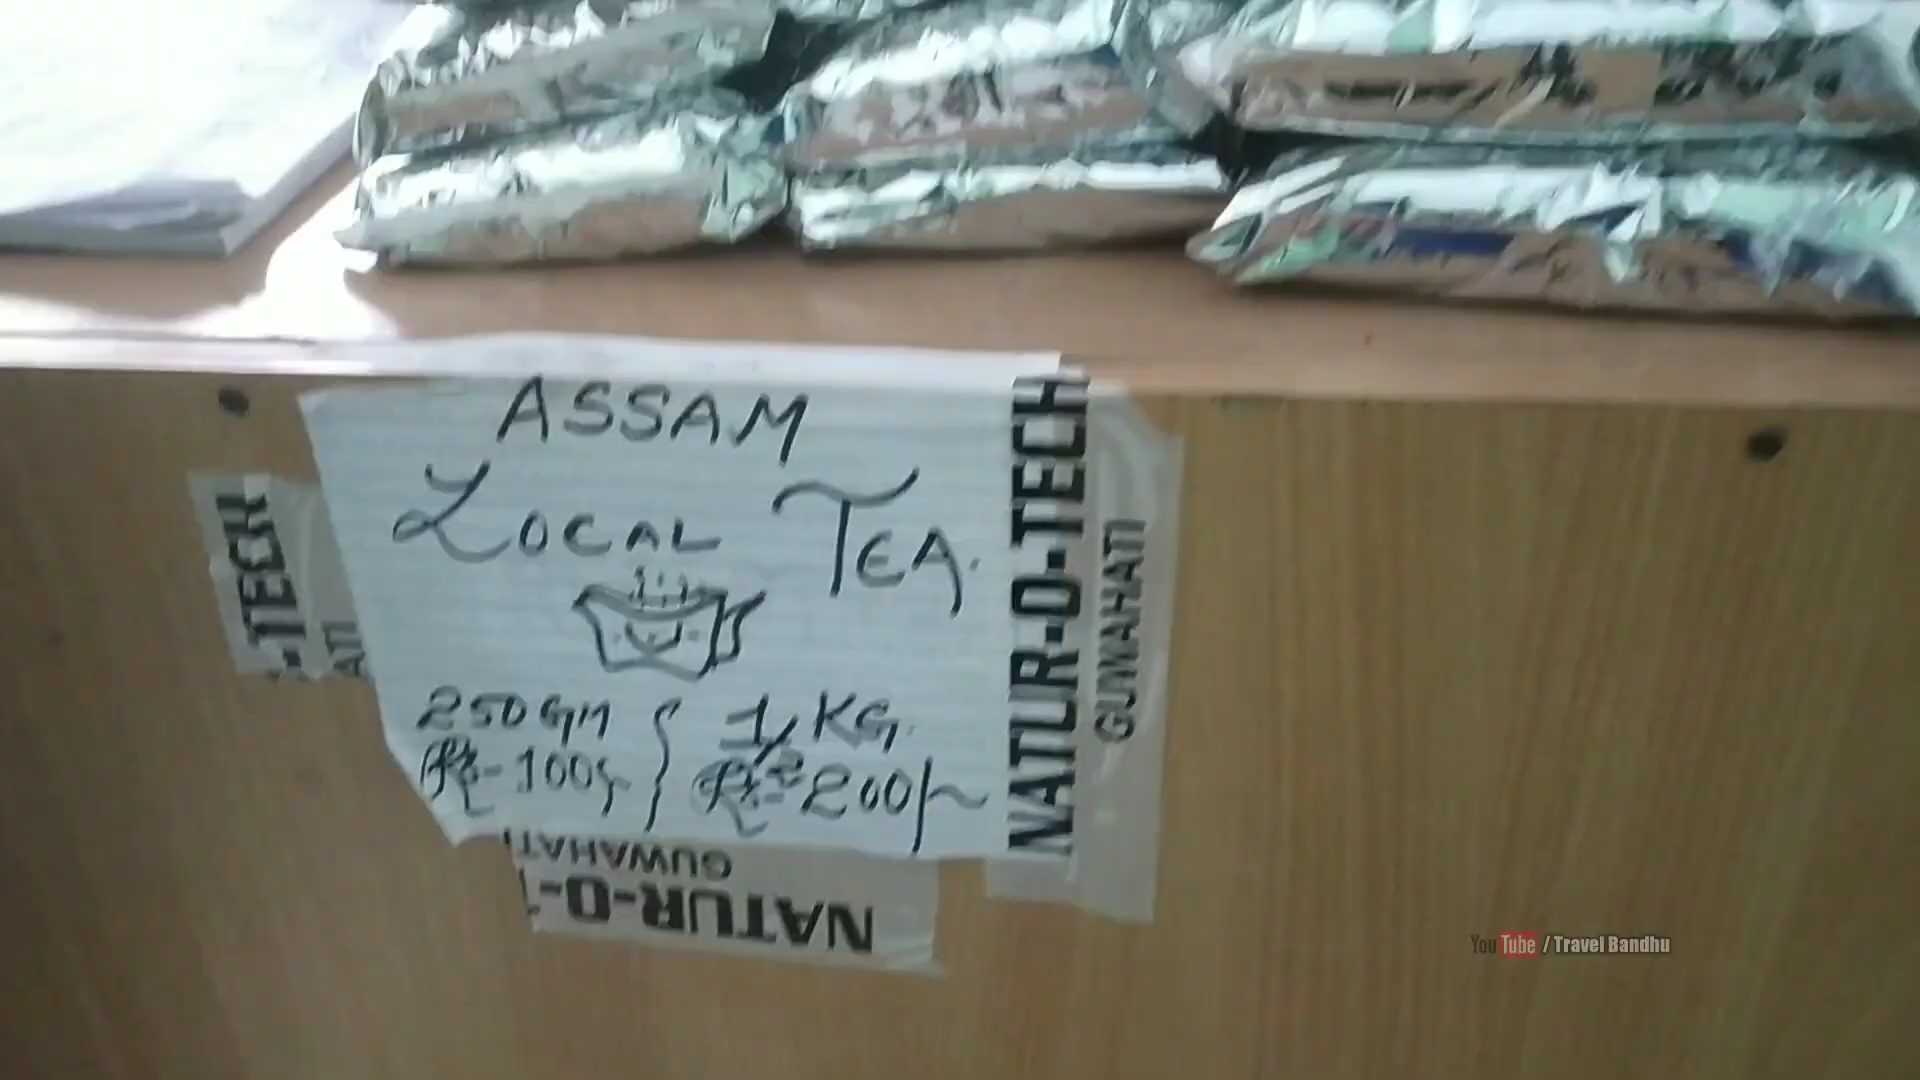 ASSAM
LOCAL TEA.
250 GM } 1 KG.
Rs-100/- } Rs-200/-
NATUR-O-TECH
GUWAHATI
-TECH
ATI
GUWAHATI
NATUR-O-
YouTube / Travel Bandhu